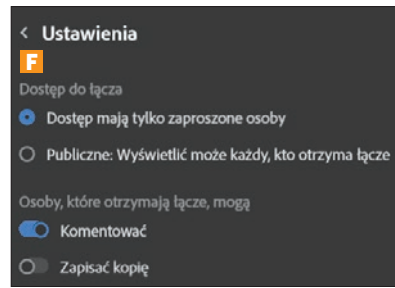 < Ustawienia
F
Dostęp do łącza
Dostęp mają tylko zaproszone osoby
Publiczne: Wyświetlić może każdy, kto otrzyma łącze
Osoby, które otrzymają łącze, mogą
Komentować
Zapisać kopię